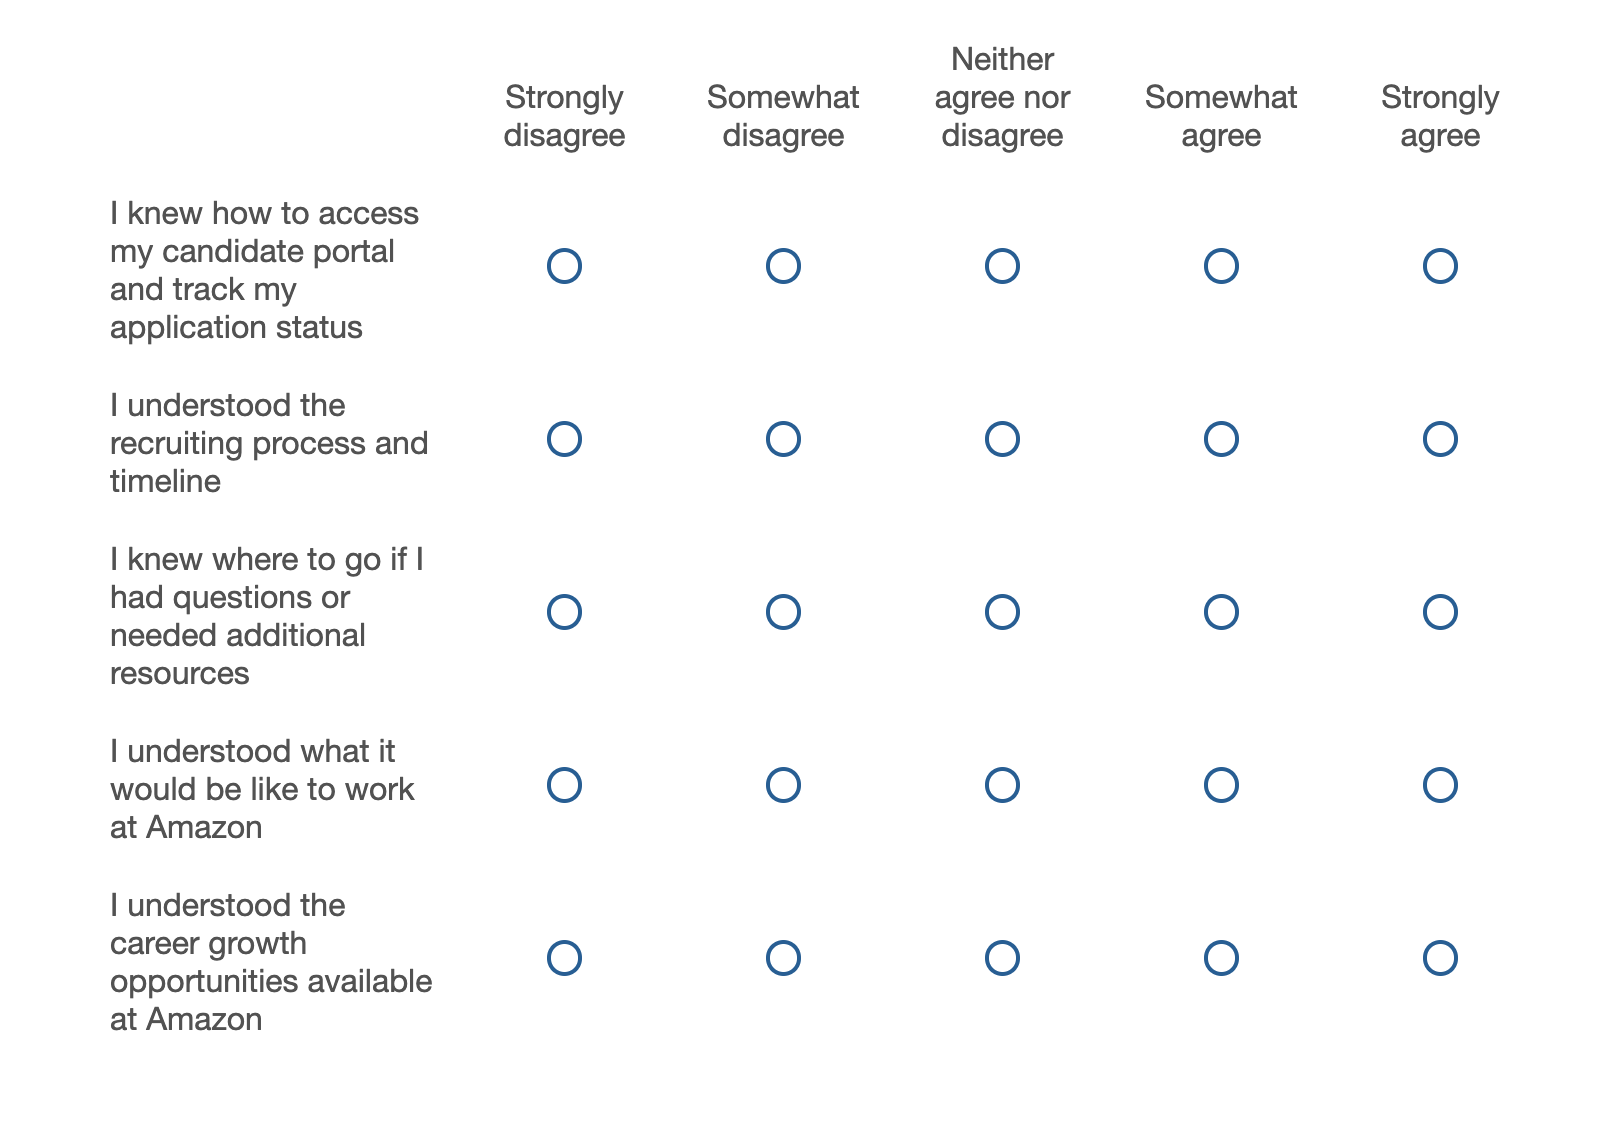 Strongly disagree
Somewhat disagree
Neither agree nor disagree
Somewhat agree
Strongly agree
I knew how to access
my candidate portal
and track my
application status
I understood the
recruiting process and
timeline
I knew where to go if I
had questions or
needed additional
resources
I understood what it
would be like to work
at Amazon
I understood the
career growth
opportunities available
at Amazon